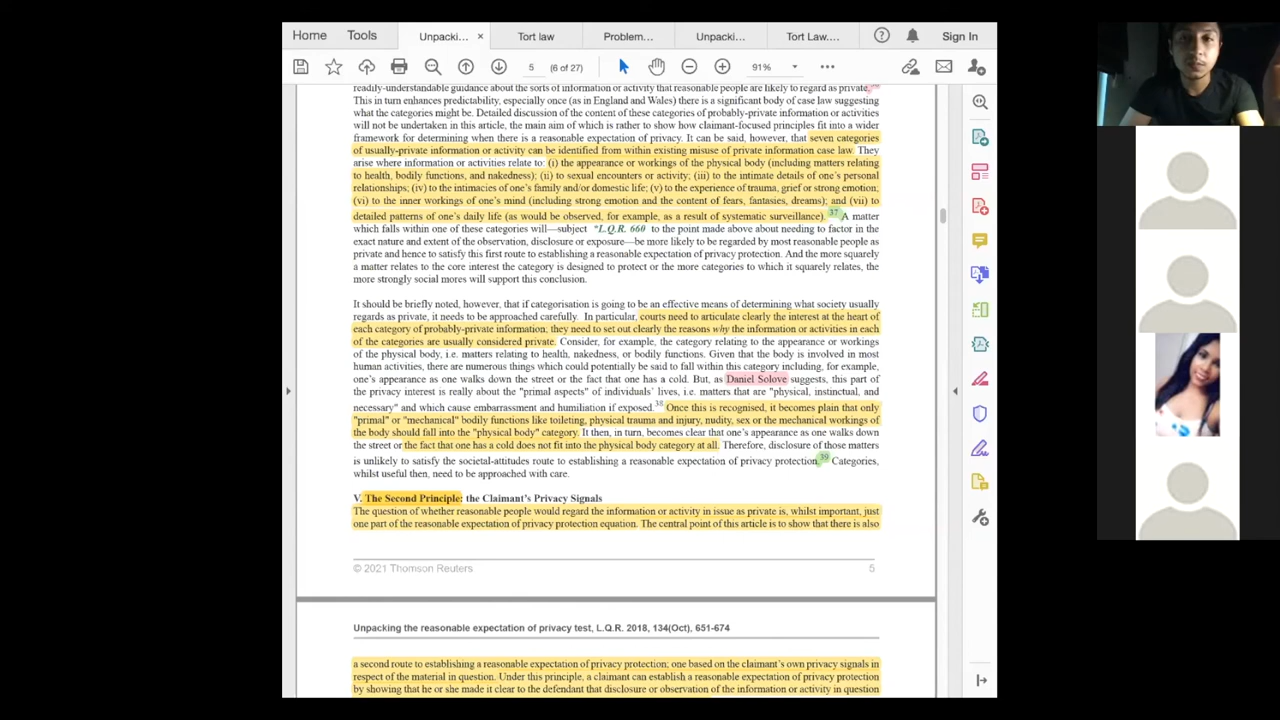 Home Tools Unpacki... × Tort law Problem... Unpacki... Tort Law.... Sign In
5 (6 of 27) 91%
readily-understandable guidance about the sorts of information or activity that reasonable people are likely to regard as private.
This in turn enhances predictability, especially once (as in England and Wales) there is a significant body of case law suggesting
what the categories might be. Detailed discussion of the content of these categories of probably-private information or activities
will not be undertaken in this article, the main aim of which is rather to show how claimant-focused principles fit into a wider
framework for determining when there is a reasonable expectation of privacy. It can be said, however, that seven categories
of usually-private information or activity can be identified from within existing misuse of private information case law. They
arise where information or activities relate to: (i) the appearance or workings of the physical body (including matters relating
to health, bodily functions, and nakedness); (ii) to sexual encounters or activity; (iii) to the intimate details of one's personal
relationships; (iv) to the intimacies of one's family and/or domestic life; (v) to the experience of trauma, grief or strong emotion;
(vi) to the inner workings of one's mind (including strong emotion and the content of fears, fantasies, dreams); and (vii) to
detailed patterns of one's daily life (as would be observed, for example, as a result of systematic surveillance). 37 A matter
which falls within one of these categories will—subject *L.Q.R. 660 to the point made above about needing to factor in the
exact nature and extent of the observation, disclosure or exposure—be more likely to be regarded by most reasonable people as
private and hence to satisfy this first route to establishing a reasonable expectation of privacy protection. And the more squarely
a matter relates to the core interest the category is designed to protect or the more categories to which it squarely relates, the
more strongly social mores will support this conclusion.
It should be briefly noted, however, that if categorisation is going to be an effective means of determining what society usually
regards as private, it needs to be approached carefully. In particular, courts need to articulate clearly the interest at the heart of
each category of probably-private information; they need to set out clearly the reasons why the information or activities in each
of the categories are usually considered private. Consider, for example, the category relating to the appearance or workings
of the physical body, i.e. matters relating to health, nakedness, or bodily functions. Given that the body is involved in most
human activities, there are numerous things which could potentially be said to fall within this category including, for example,
one's appearance as one walks down the street or the fact that one has a cold. But, as Daniel Solove suggests, this part of
the privacy interest is really about the "primal aspects" of individuals' lives, i.e. matters that are "physical, instinctual, and
necessary" and which cause embarrassment and humiliation if exposed.38 Once this is recognised, it becomes plain that only
"primal" or "mechanical" bodily functions like toileting, physical trauma and injury, nudity, sex or the mechanical workings of
the body should fall into the "physical body" category. It then, in turn, becomes clear that one's appearance as one walks down
the street or the fact that one has a cold does not fit into the physical body category at all. Therefore, disclosure of those matters
is unlikely to satisfy the societal-attitudes route to establishing a reasonable expectation of privacy protection.39 Categories,
whilst useful then, need to be approached with care.
V. The Second Principle: the Claimant's Privacy Signals
The question of whether reasonable people would regard the information or activity in issue as private is, whilst important, just
one part of the reasonable expectation of privacy protection equation. The central point of this article is to show that there is also
© 2021 Thomson Reuters 5
Unpacking the reasonable expectation of privacy test, L.Q.R. 2018, 134(Oct), 651-674
a second route to establishing a reasonable expectation of privacy protection; one based on the claimant's own privacy signals in
respect of the material in question. Under this principle, a claimant can establish a reasonable expectation of privacy protection
by showing that he or she made it clear to the defendant that disclosure or observation of the information or activity in question